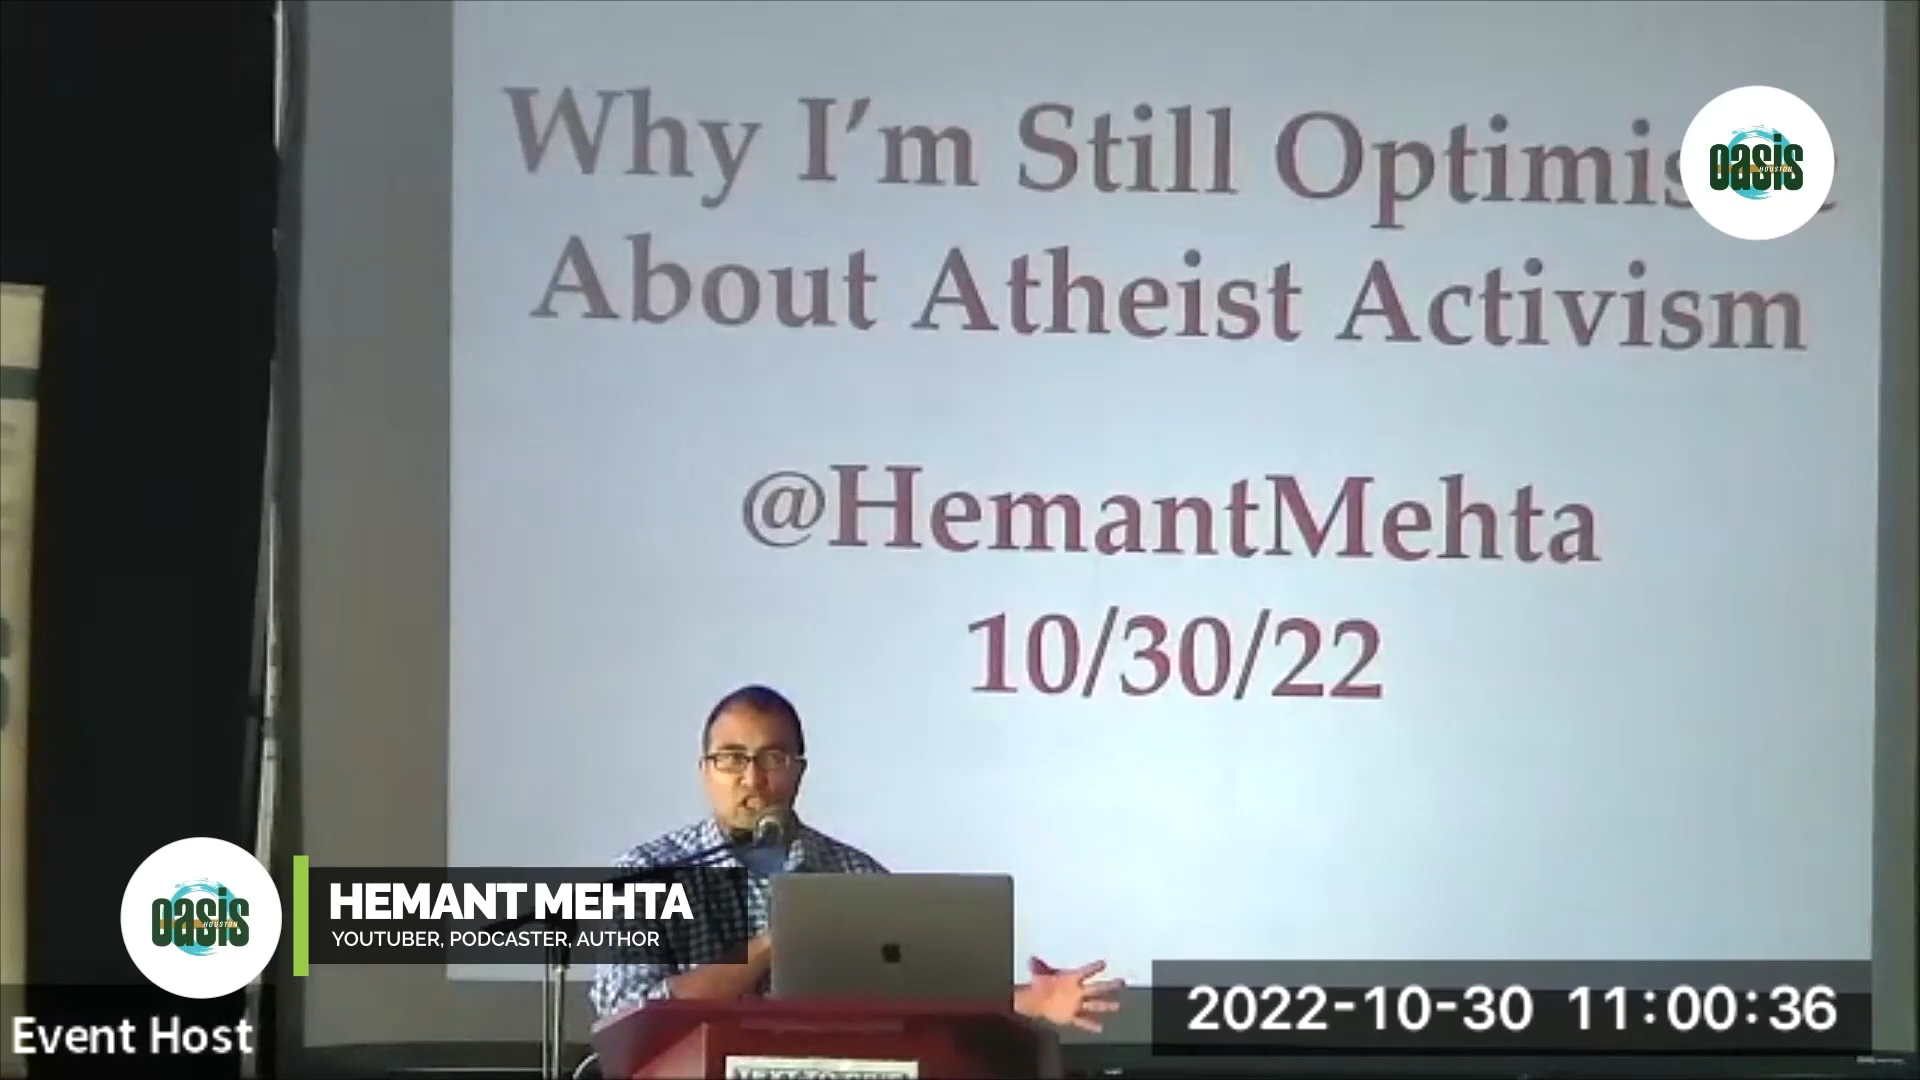 Why I'm Still Optimis
About Atheist Activism
@HemantMehta
10/30/22
oasis
HOUSTON
oasis
HOUSTON
HEMANT MEHTA
YOUTUBER, PODCASTER, AUTHOR
Event Host
2022-10-30 11:00:36